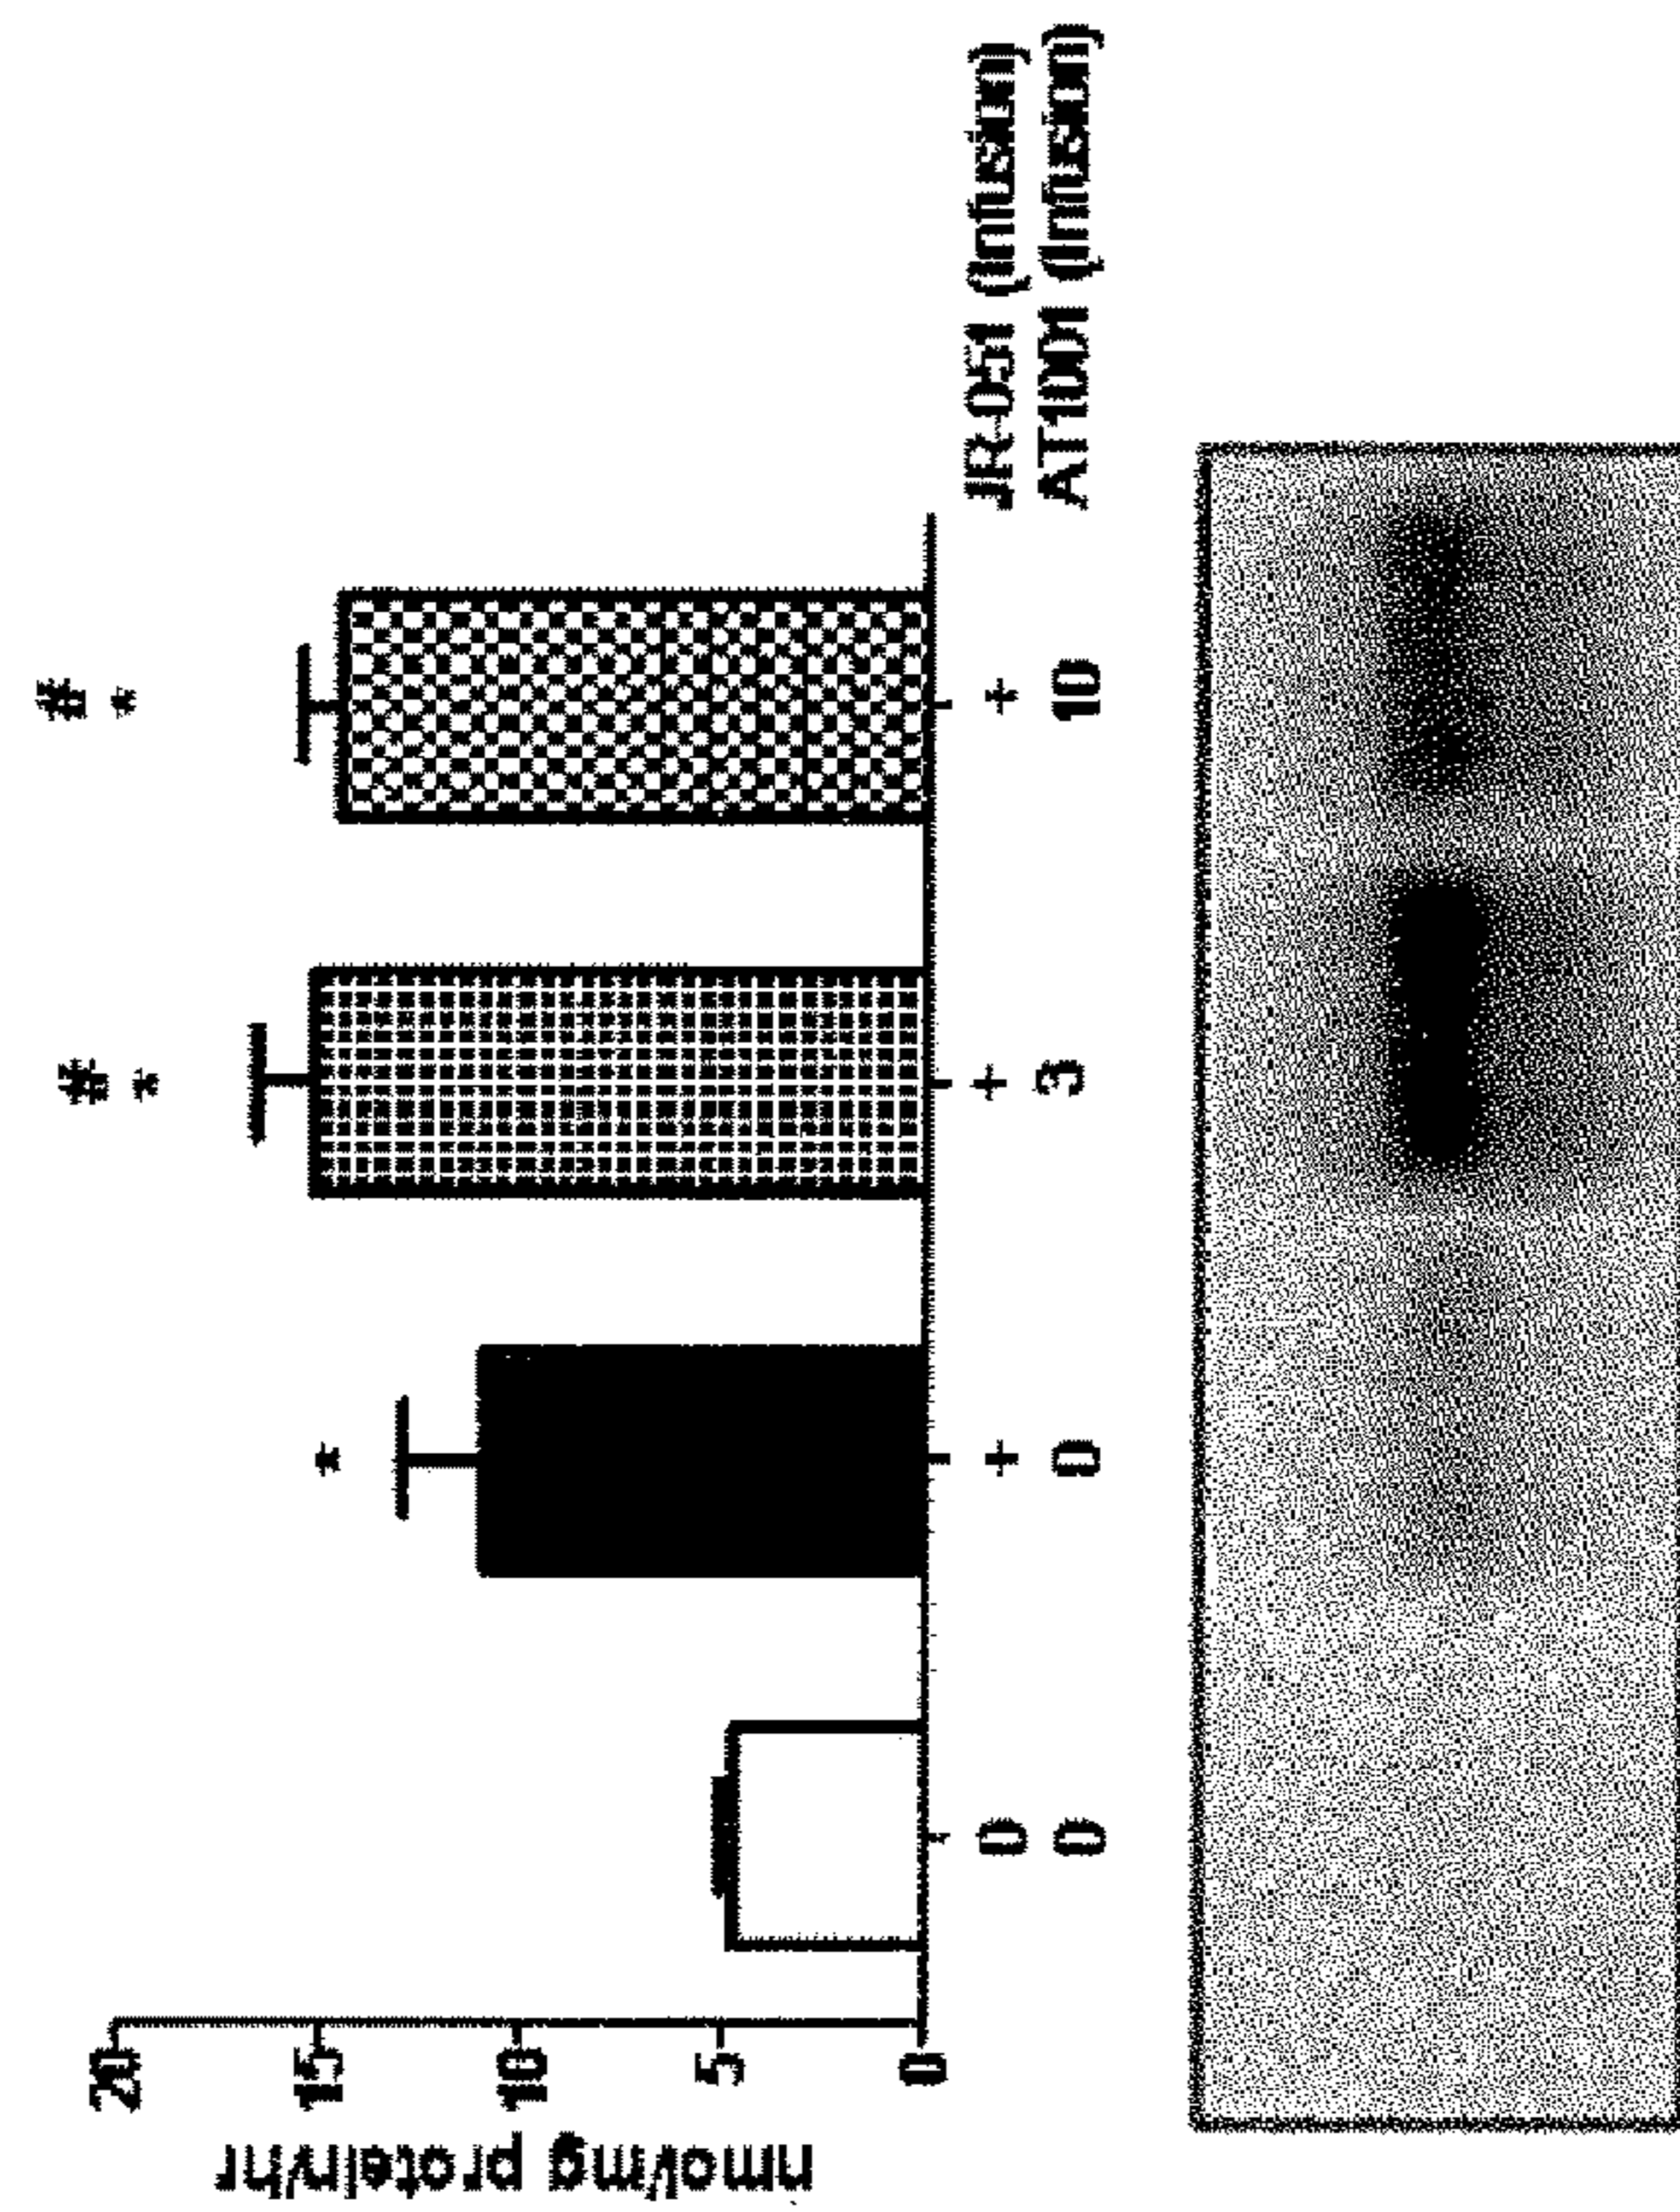 nmol/mg protein/hr
20
15
10
5
0
# #
* *
*
0 + + + JR-051 (Infusion)
0 0 3 10 AT1001 (Infusion)